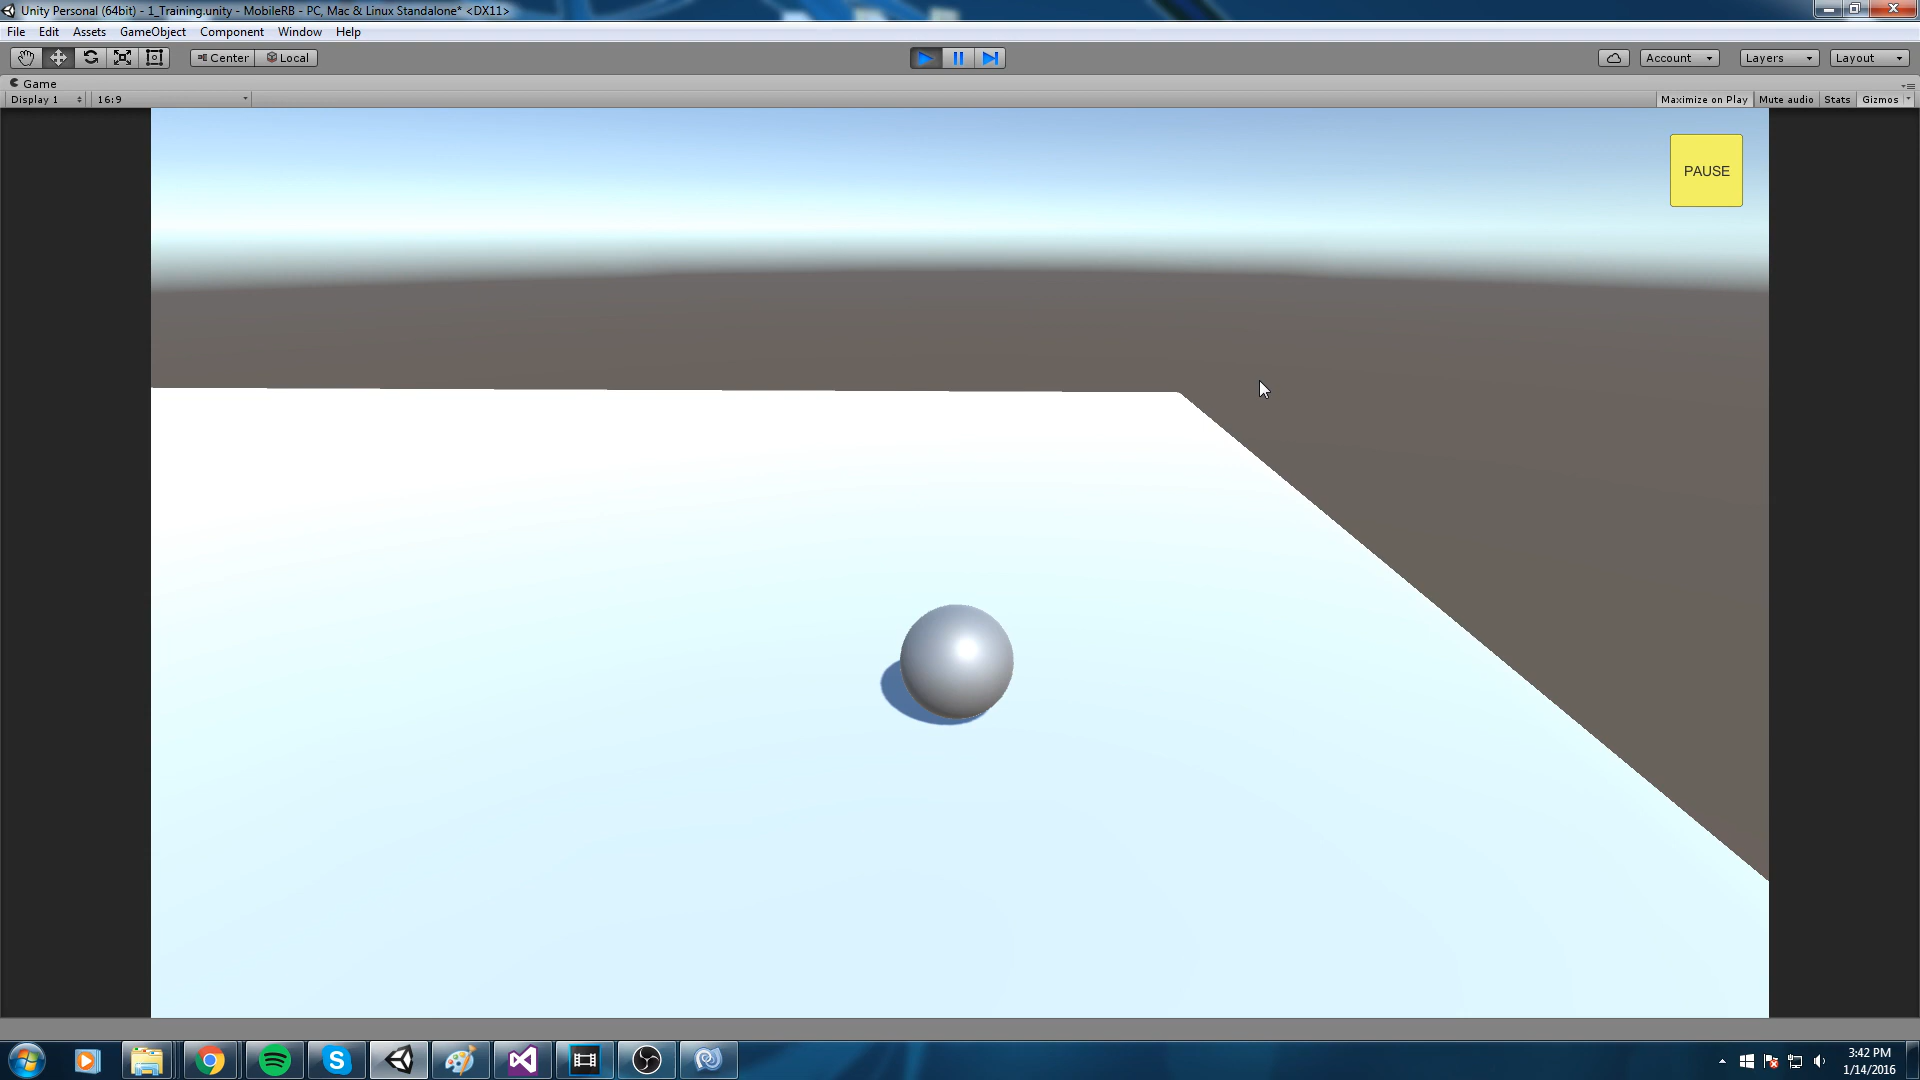 Unity Personal (64bit) - 1_Training.unity - MobileRB - PC, Mac & Linux Standalone* <DX11>
File Edit Assets GameObject Component Window Help
Center Local Account Layers Layout
Game
Display 1 16:9 Maximize on Play Mute audio Stats Gizmos
PAUSE
3:42 PM
1/14/2016